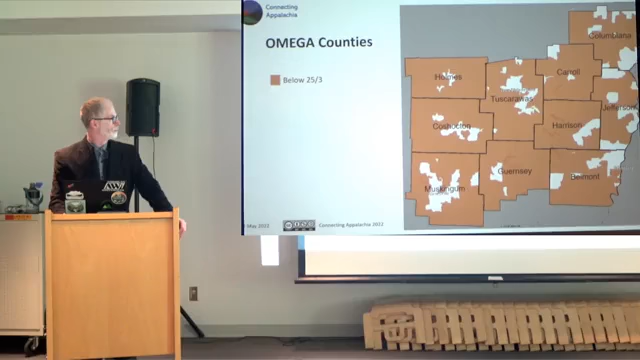 Connecting
Appalachia
OMEGA Counties
Below 25/3
Columbiana
Holmes
Carroll
Tuscarawas
Jefferson
Coshocton
Harrison
Guernsey
Belmont
Muskingum
May 2022
Connecting Appalachia 2022